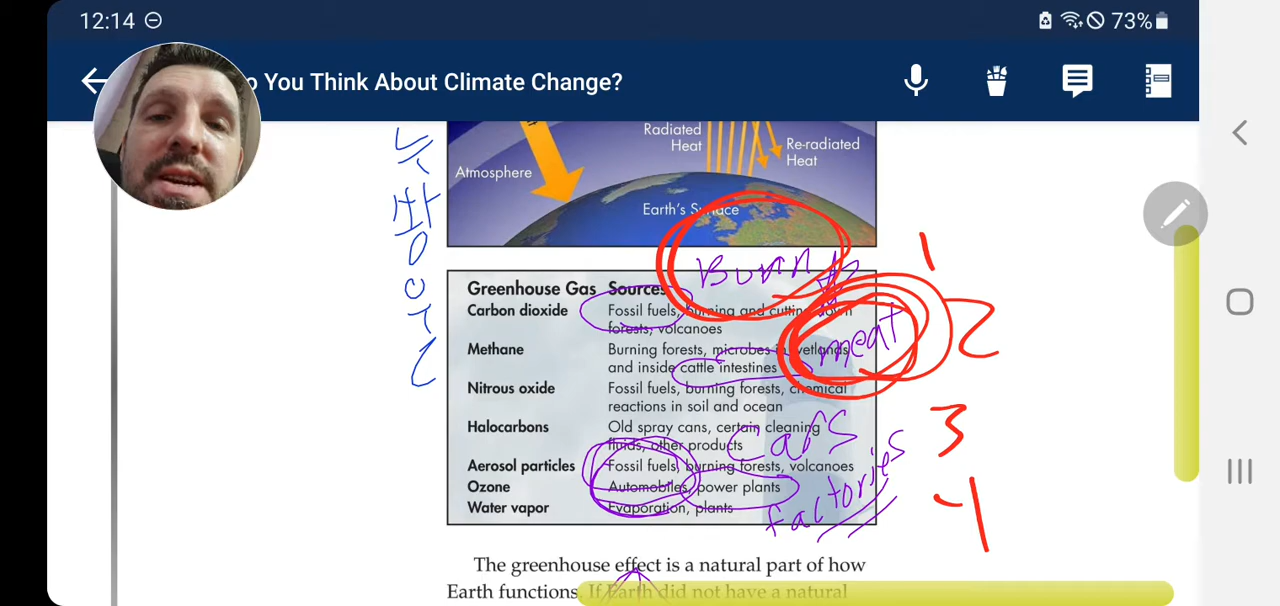 12:14 73%
o You Think About Climate Change?
Radiated
Heat
Re-radiated
Heat
Atmosphere
Earth's Surface
Burn
Greenhouse Gas Sources
Carbon dioxide Fossil fuels, burning and cutting down
forests, volcanoes
meat
Methane Burning forests, microbes in wetlands
and inside cattle intestines
Nitrous oxide Fossil fuels, burning forests, chemical
reactions in soil and ocean
Halocarbons Old spray cans, certain cleaning
fluids, other products
cars
Aerosol particles Fossil fuels, burning forests, volcanoes
Ozone Automobiles, power plants
Water vapor Evaporation, plants
factories
1
2
3
4
The greenhouse effect is a natural part of how
Earth functions. If Earth did not have a natural